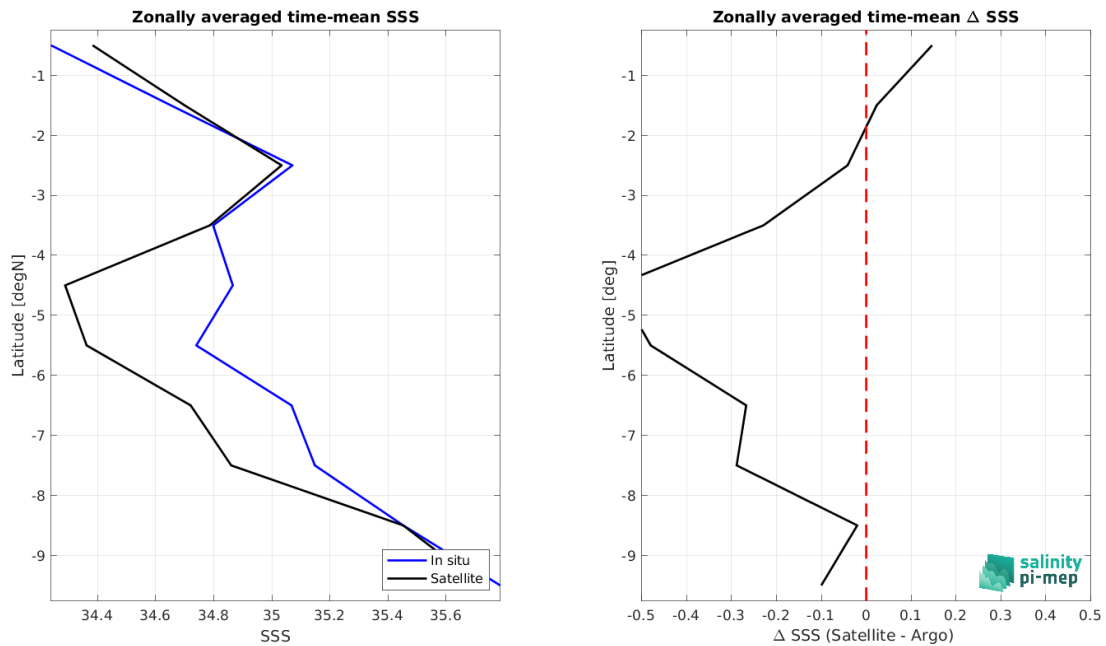 Zonally averaged time-mean SSS
Latitude [degN]
-1
-2
-3
-4
-5
-6
-7
-8
-9
In situ
Satellite
34.4 34.6 34.8 35 35.2 35.4 35.6
SSS
Zonally averaged time-mean Δ SSS
Latitude [deg]
-1
-2
-3
-4
-5
-6
-7
-8
-9
salinity
pi-mep
-0.5 -0.4 -0.3 -0.2 -0.1 0 0.1 0.2 0.3 0.4 0.5
Δ SSS (Satellite - Argo)